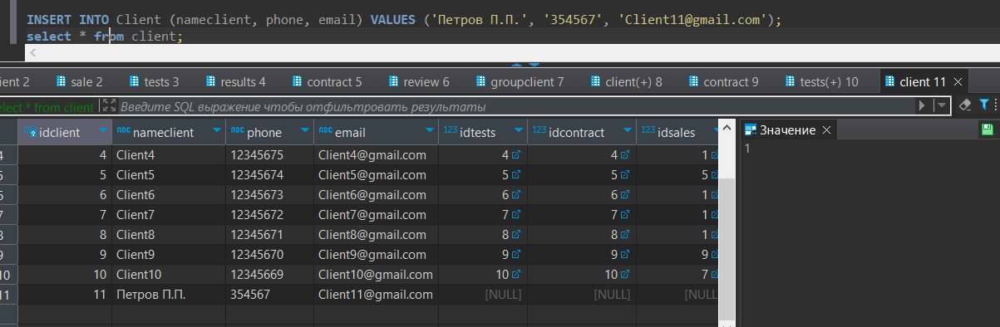 INSERT INTO Client (nameclient, phone, email) VALUES ('Петров П.П.', '354567', 'Client11@gmail.com');
select * from client;
ient 2 sale 2 tests 3 results 4 contract 5 review 6 groupclient 7 client(+) 8 contract 9 tests(+) 10 client 11
elect * from client Введите SQL выражение чтобы отфильтровать результаты
idclient ABC nameclient ABC phone ABC email 123 idtests 123 idcontract 123 idsales Значение
4 4 Client4 12345675 Client4@gmail.com 4 4 1 1
5 5 Client5 12345674 Client5@gmail.com 5 5 5
6 6 Client6 12345673 Client6@gmail.com 6 6 1
7 7 Client7 12345672 Client7@gmail.com 7 7 1
8 8 Client8 12345671 Client8@gmail.com 8 8 1
9 9 Client9 12345670 Client9@gmail.com 9 9 9
10 10 Client10 12345669 Client10@gmail.com 10 10 7
11 11 Петров П.П. 354567 Client11@gmail.com [NULL] [NULL] [NULL]